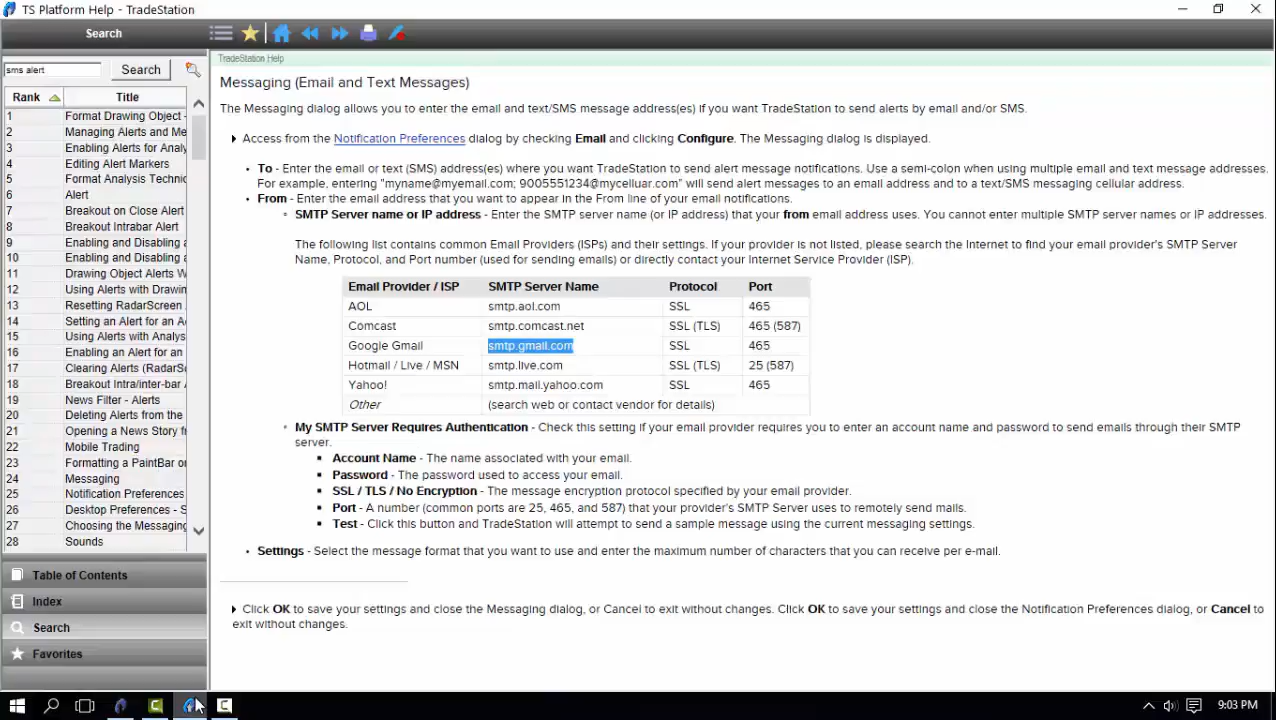 TS Platform Help - TradeStation
Search
sms alert
Search
Rank Title
1 Format Drawing Object -
2 Managing Alerts and Me
3 Enabling Alerts for Analy
4 Editing Alert Markers
5 Format Analysis Technic
6 Alert
7 Breakout on Close Alert
8 Breakout Intrabar Alert
9 Enabling and Disabling a
10 Enabling and Disabling a
11 Drawing Object Alerts W
12 Using Alerts with Drawin
13 Resetting RadarScreen
14 Setting an Alert for an Ac
15 Using Alerts with Analys
16 Enabling an Alert for an
17 Clearing Alerts (RadarSc
18 Breakout Intra/inter-bar
19 News Filter - Alerts
20 Deleting Alerts from the
21 Opening a News Story fr
22 Mobile Trading
23 Formatting a PaintBar or
24 Messaging
25 Notification Preferences
26 Desktop Preferences - S
27 Choosing the Messaging
28 Sounds
Table of Contents
Index
Search
Favorites
TradeStation Help
Messaging (Email and Text Messages)
The Messaging dialog allows you to enter the email and text/SMS message address(es) if you want TradeStation to send alerts by email and/or SMS.
Access from the Notification Preferences dialog by checking Email and clicking Configure. The Messaging dialog is displayed.
• To - Enter the email or text (SMS) address(es) where you want TradeStation to send alert message notifications. Use a semi-colon when using multiple email and text message addresses.
For example, entering "myname@myemail.com; 9005551234@mycelluar.com" will send alert messages to an email address and to a text/SMS messaging cellular address.
• From - Enter the email address that you want to appear in the From line of your email notifications.
SMTP Server name or IP address - Enter the SMTP server name (or IP address) that your from email address uses. You cannot enter multiple SMTP server names or IP addresses.
The following list contains common Email Providers (ISPs) and their settings. If your provider is not listed, please search the Internet to find your email provider's SMTP Server
Name, Protocol, and Port number (used for sending emails) or directly contact your Internet Service Provider (ISP).
Email Provider / ISP SMTP Server Name Protocol Port
AOL smtp.aol.com SSL 465
Comcast smtp.comcast.net SSL (TLS) 465 (587)
Google Gmail smtp.gmail.com SSL 465
Hotmail / Live / MSN smtp.live.com SSL (TLS) 25 (587)
Yahoo! smtp.mail.yahoo.com SSL 465
Other (search web or contact vendor for details)
My SMTP Server Requires Authentication - Check this setting if your email provider requires you to enter an account name and password to send emails through their SMTP
server.
Account Name - The name associated with your email.
Password - The password used to access your email.
SSL / TLS / No Encryption - The message encryption protocol specified by your email provider.
Port - A number (common ports are 25, 465, and 587) that your provider's SMTP Server uses to remotely send mails.
Test - Click this button and TradeStation will attempt to send a sample message using the current messaging settings.
• Settings - Select the message format that you want to use and enter the maximum number of characters that you can receive per e-mail.
Click OK to save your settings and close the Messaging dialog, or Cancel to exit without changes. Click OK to save your settings and close the Notification Preferences dialog, or Cancel to
exit without changes.
9:03 PM